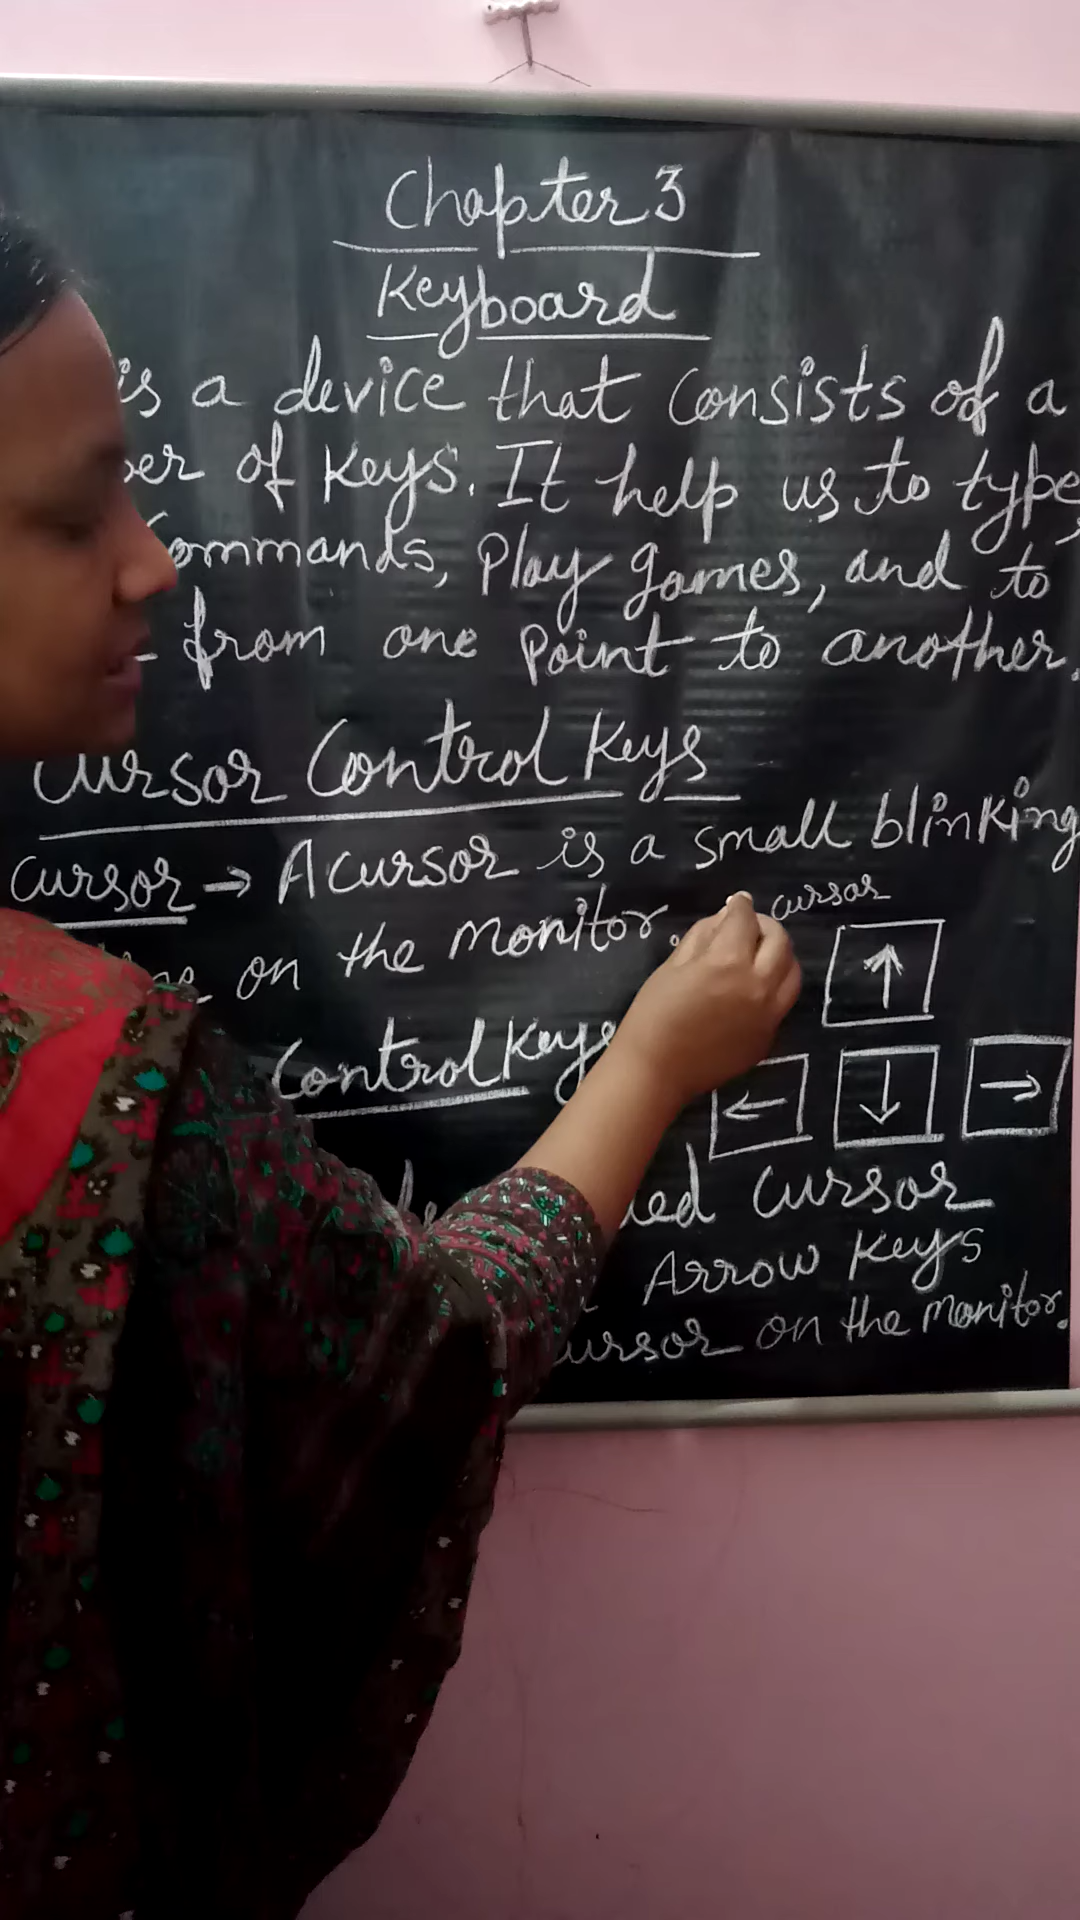 Chapter 3
Keyboard
is a device that consists of a
of Keys. It help us to type,
Commands, Play games, and to
from one Point to another.
Cursor Control Keys
Cursor → A cursor is a small blinking
on the Monitor.
cursor
↑
Control Keys
← ↓ →
Cursor
Arrow Keys
Cursor on the Monitor.